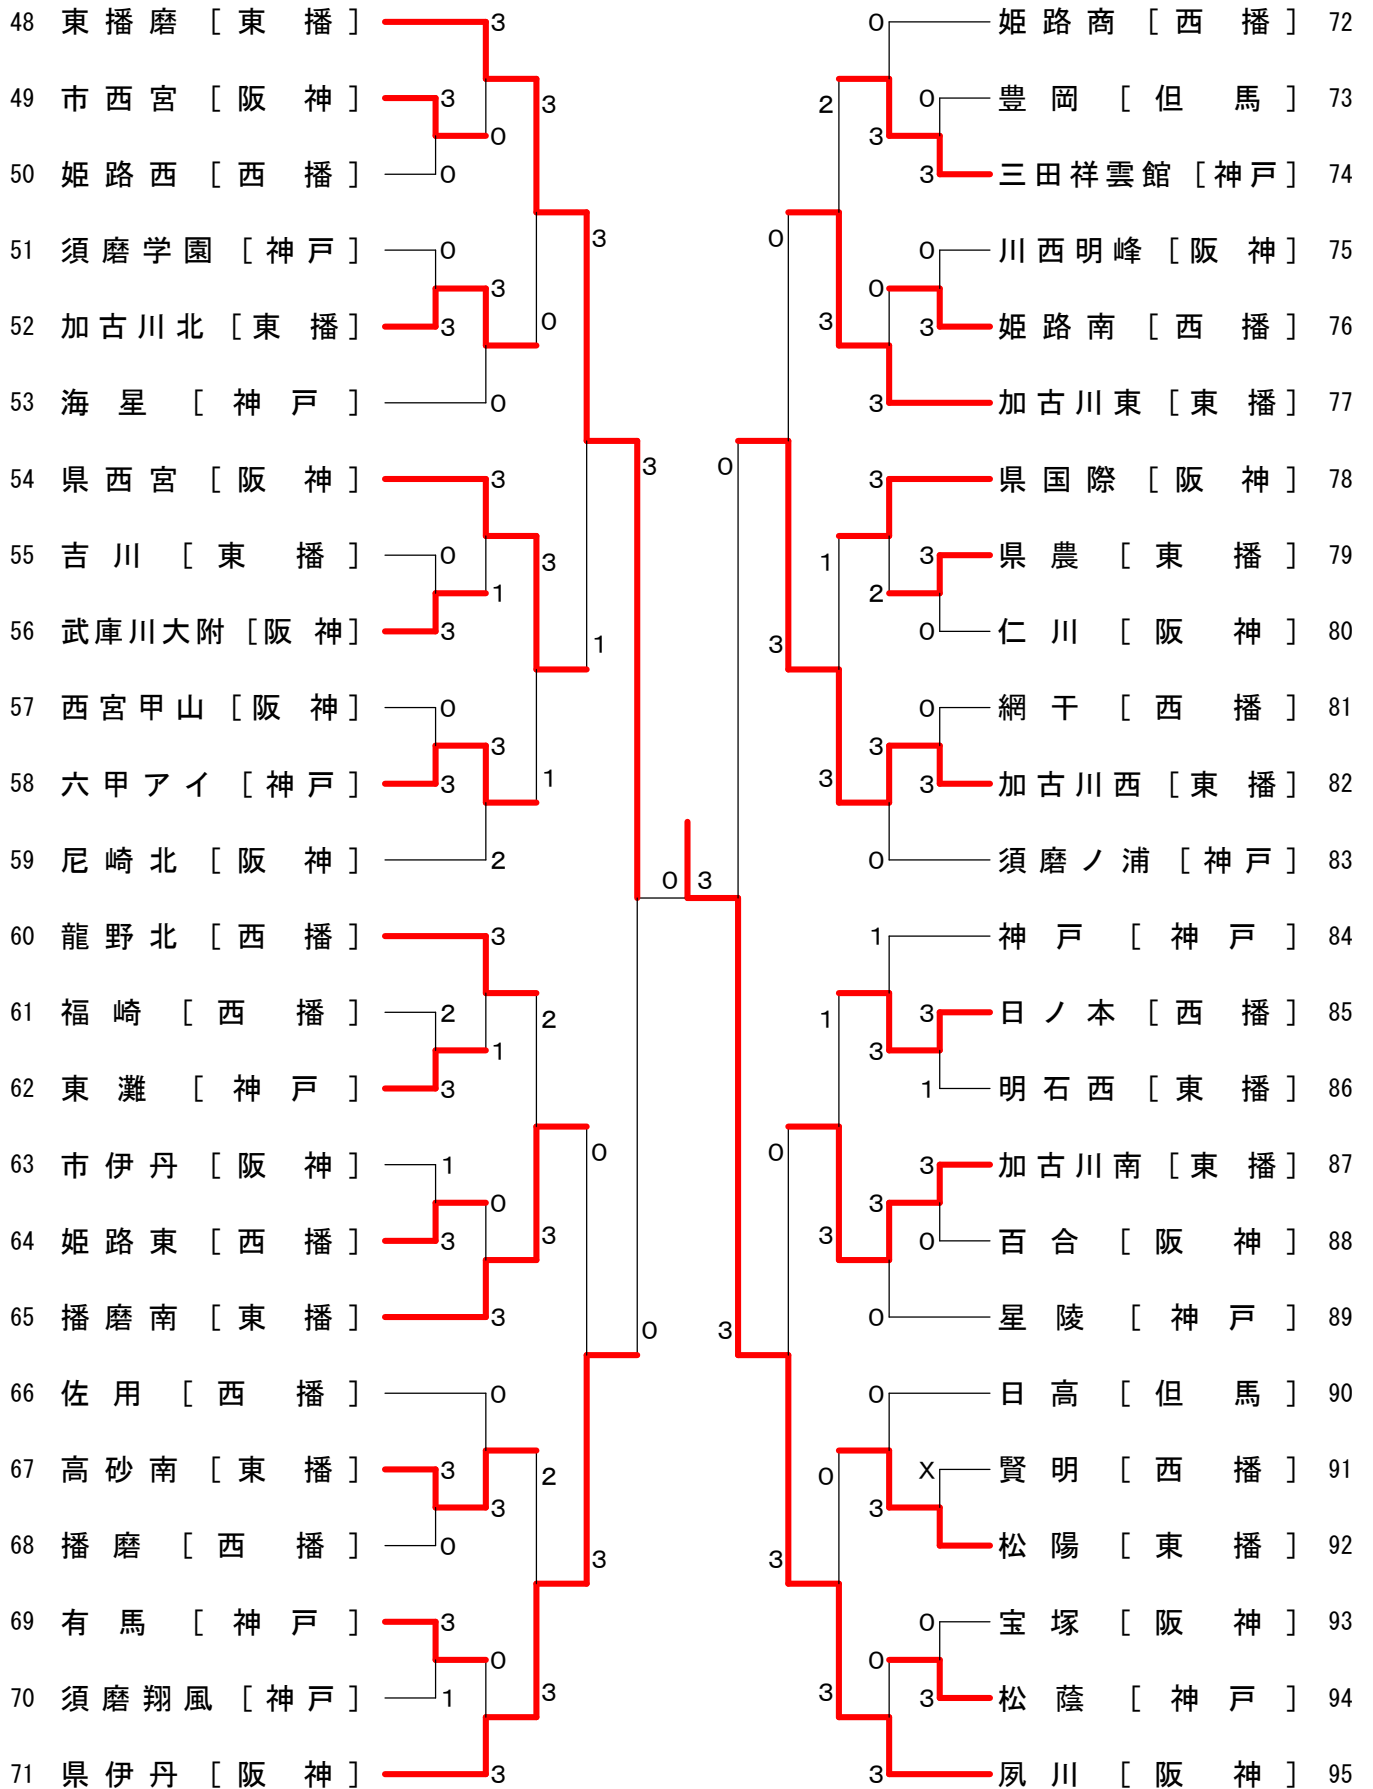 48 東播磨 [東 播] 3
49 市西宮 [阪 神] 3
3
0
50 姫路西 [西 播] 0
3
51 須磨学園 [神戸] 0
3
0
52 加古川北 [東 播] 3
53 海星 [神戸] 0
54 県西宮 [阪 神] 3
3
55 吉川 [東 播] 0
3
1
56 武庫川大附 [阪 神] 3
1
57 西宮甲山 [阪 神] 0
3
58 六甲アイ [神戸] 3
1
59 尼崎北 [阪 神] 2
0 3
60 龍野北 [西 播] 3
61 福崎 [西 播] 2
2
1
62 東灘 [神戸] 3
63 市伊丹 [阪 神] 1
0
0
64 姫路東 [西 播] 3
3
65 播磨南 [東 播] 3
0
66 佐用 [西 播] 0
67 高砂南 [東 播] 3
2
3
68 播磨 [西 播] 0
3
69 有馬 [神戸] 3
0
70 須磨翔風 [神戸] 1
3
71 県伊丹 [阪 神] 3
0 姫路商 [西 播] 72
0 豊岡 [但 馬] 73
2
3
3 三田祥雲館 [神戸] 74
0
0 川西明峰 [阪 神] 75
0
3
3 姫路南 [西 播] 76
3 加古川東 [東 播] 77
0
3 県国際 [阪 神] 78
3 県農 [東 播] 79
1
2
0 仁川 [阪 神] 80
3
0 網干 [西 播] 81
3
3
3 加古川西 [東 播] 82
0 須磨ノ浦 [神戸] 83
1 神戸 [神戸] 84
3 日ノ本 [西 播] 85
1
3
1 明石西 [東 播] 86
0
3 加古川南 [東 播] 87
3
3
0 百合 [阪 神] 88
0 星陵 [神戸] 89
3
0 日高 [但 馬] 90
X 賢明 [西 播] 91
0
3
松陽 [東 播] 92
3
0 宝塚 [阪 神] 93
0
3
3 松蔭 [神戸] 94
3 夙川 [阪 神] 95